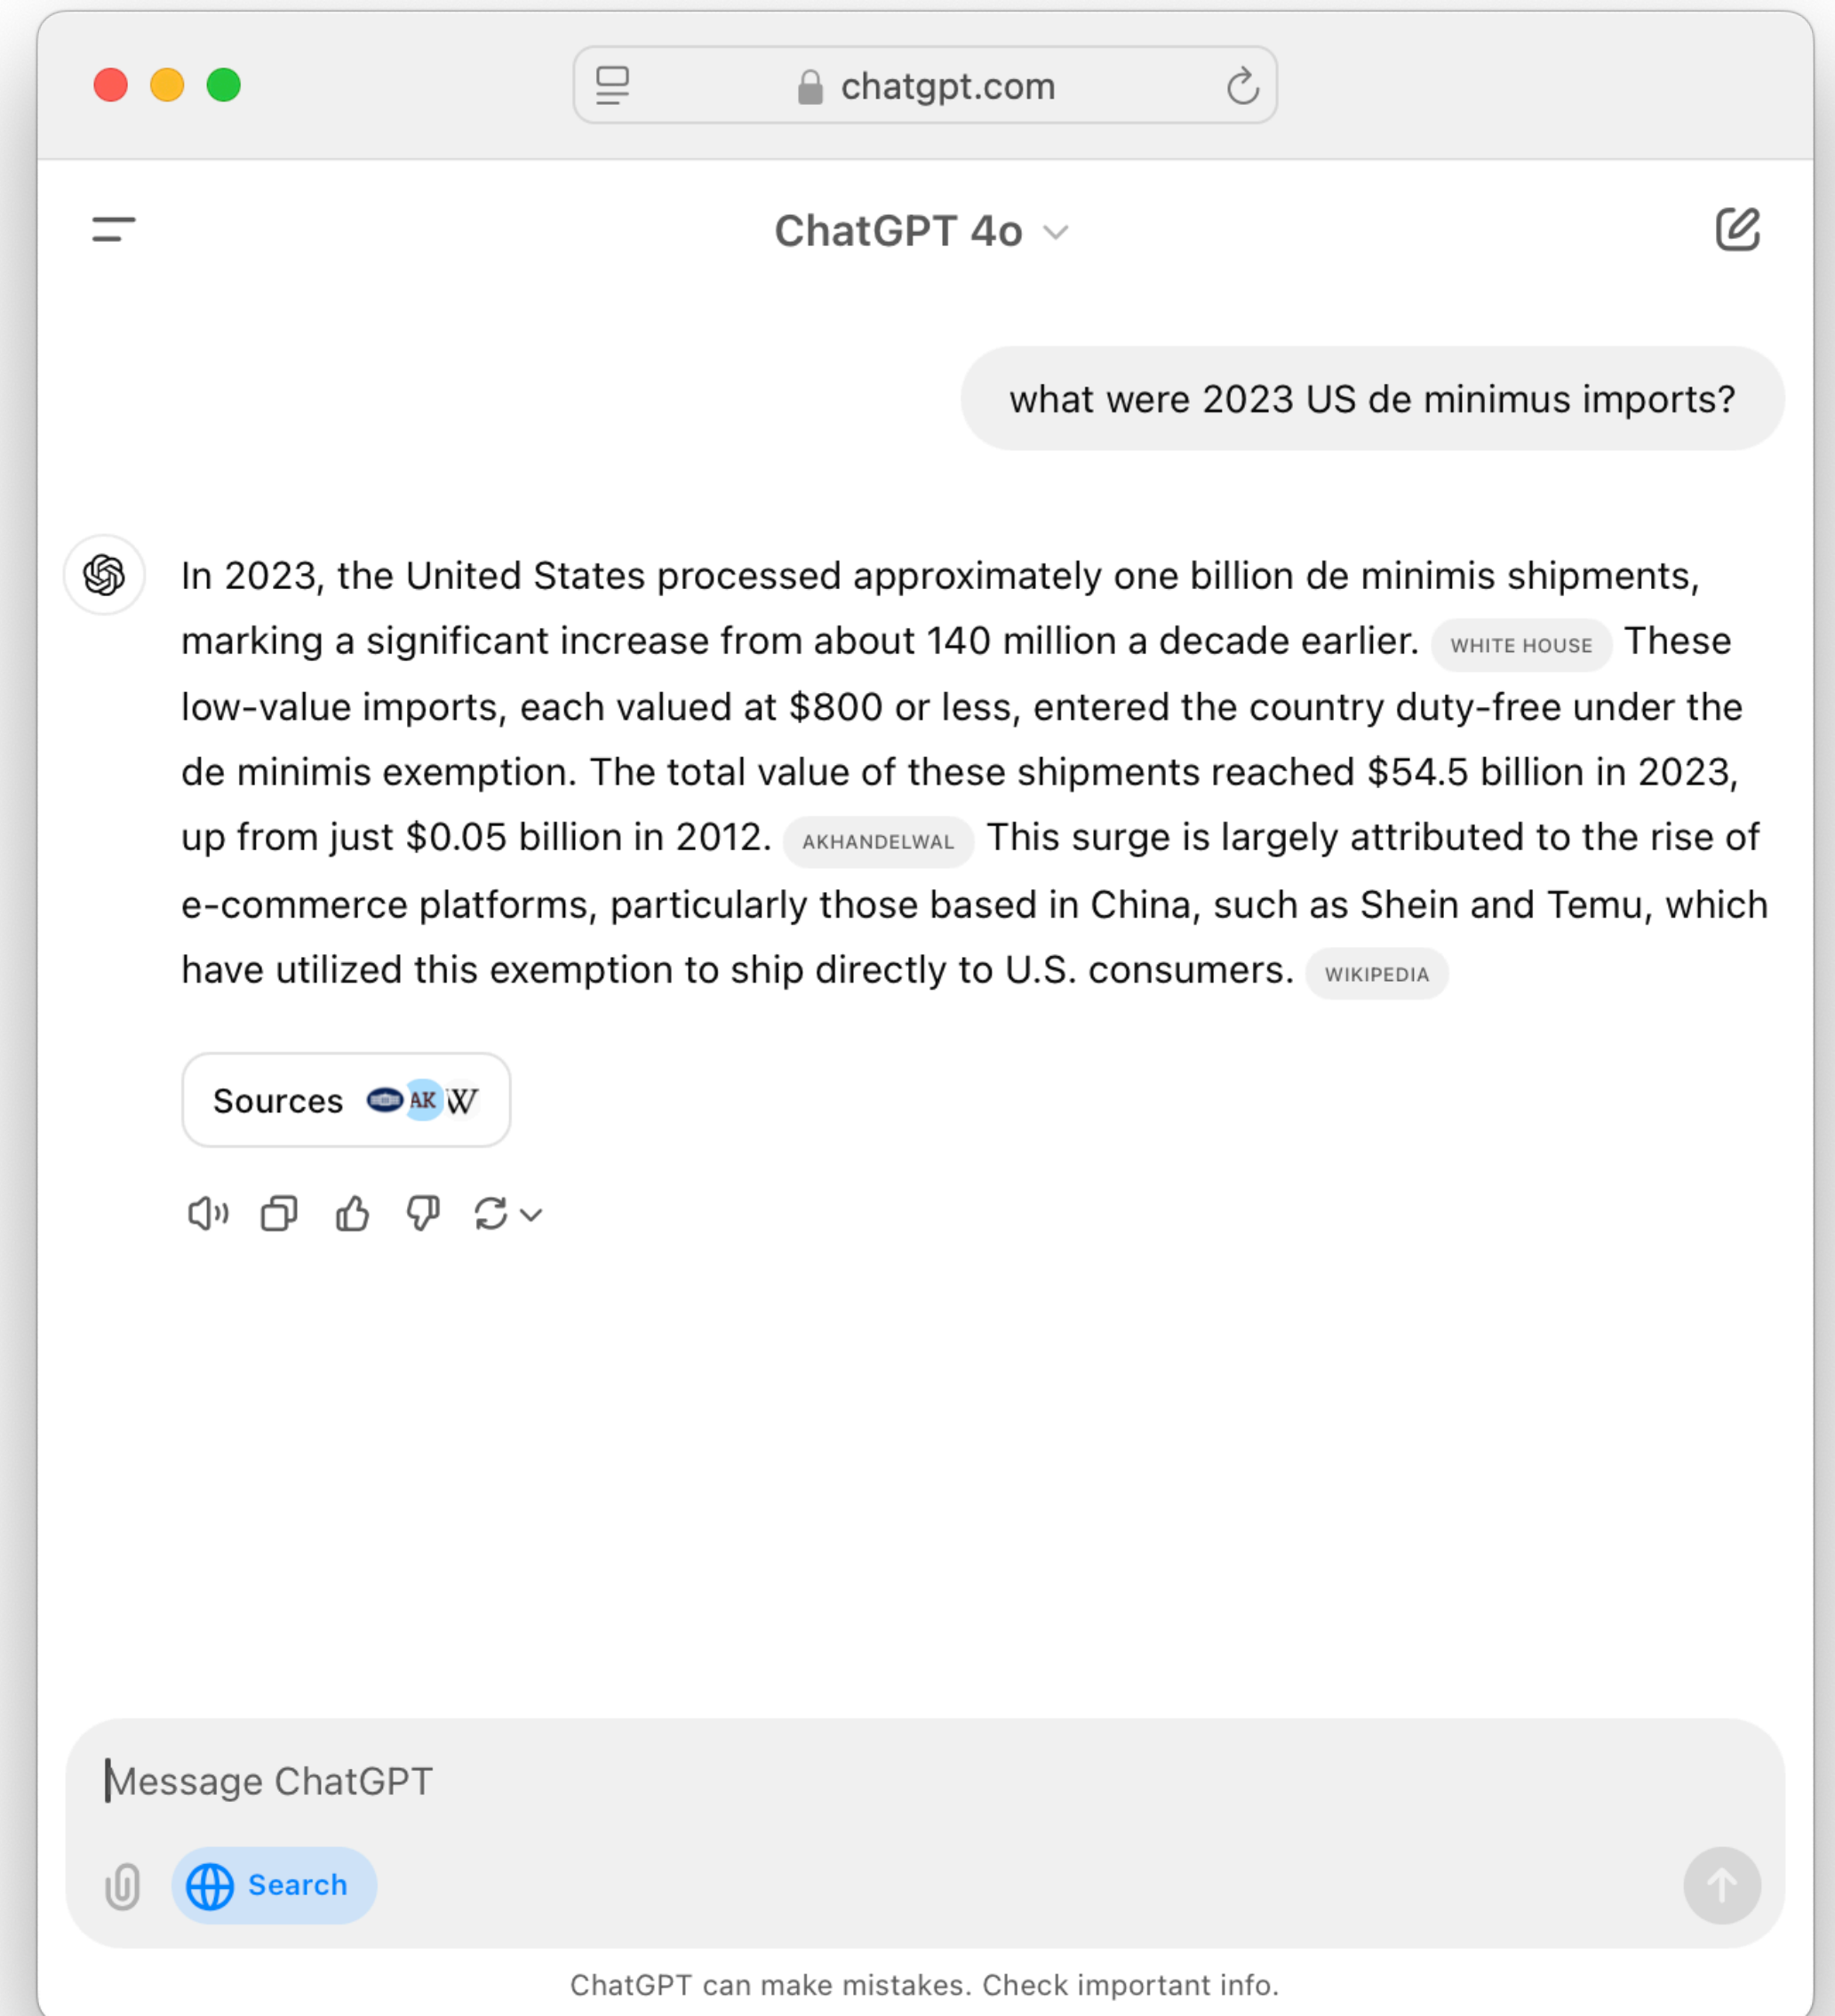 chatgpt.com
ChatGPT 4o
what were 2023 US de minimus imports?
In 2023, the United States processed approximately one billion de minimis shipments,
marking a significant increase from about 140 million a decade earlier. WHITE HOUSE These
low-value imports, each valued at $800 or less, entered the country duty-free under the
de minimis exemption. The total value of these shipments reached $54.5 billion in 2023,
up from just $0.05 billion in 2012. AKHANDELWAL This surge is largely attributed to the rise of
e-commerce platforms, particularly those based in China, such as Shein and Temu, which
have utilized this exemption to ship directly to U.S. consumers. WIKIPEDIA
Sources AK W
Message ChatGPT
Search
ChatGPT can make mistakes. Check important info.